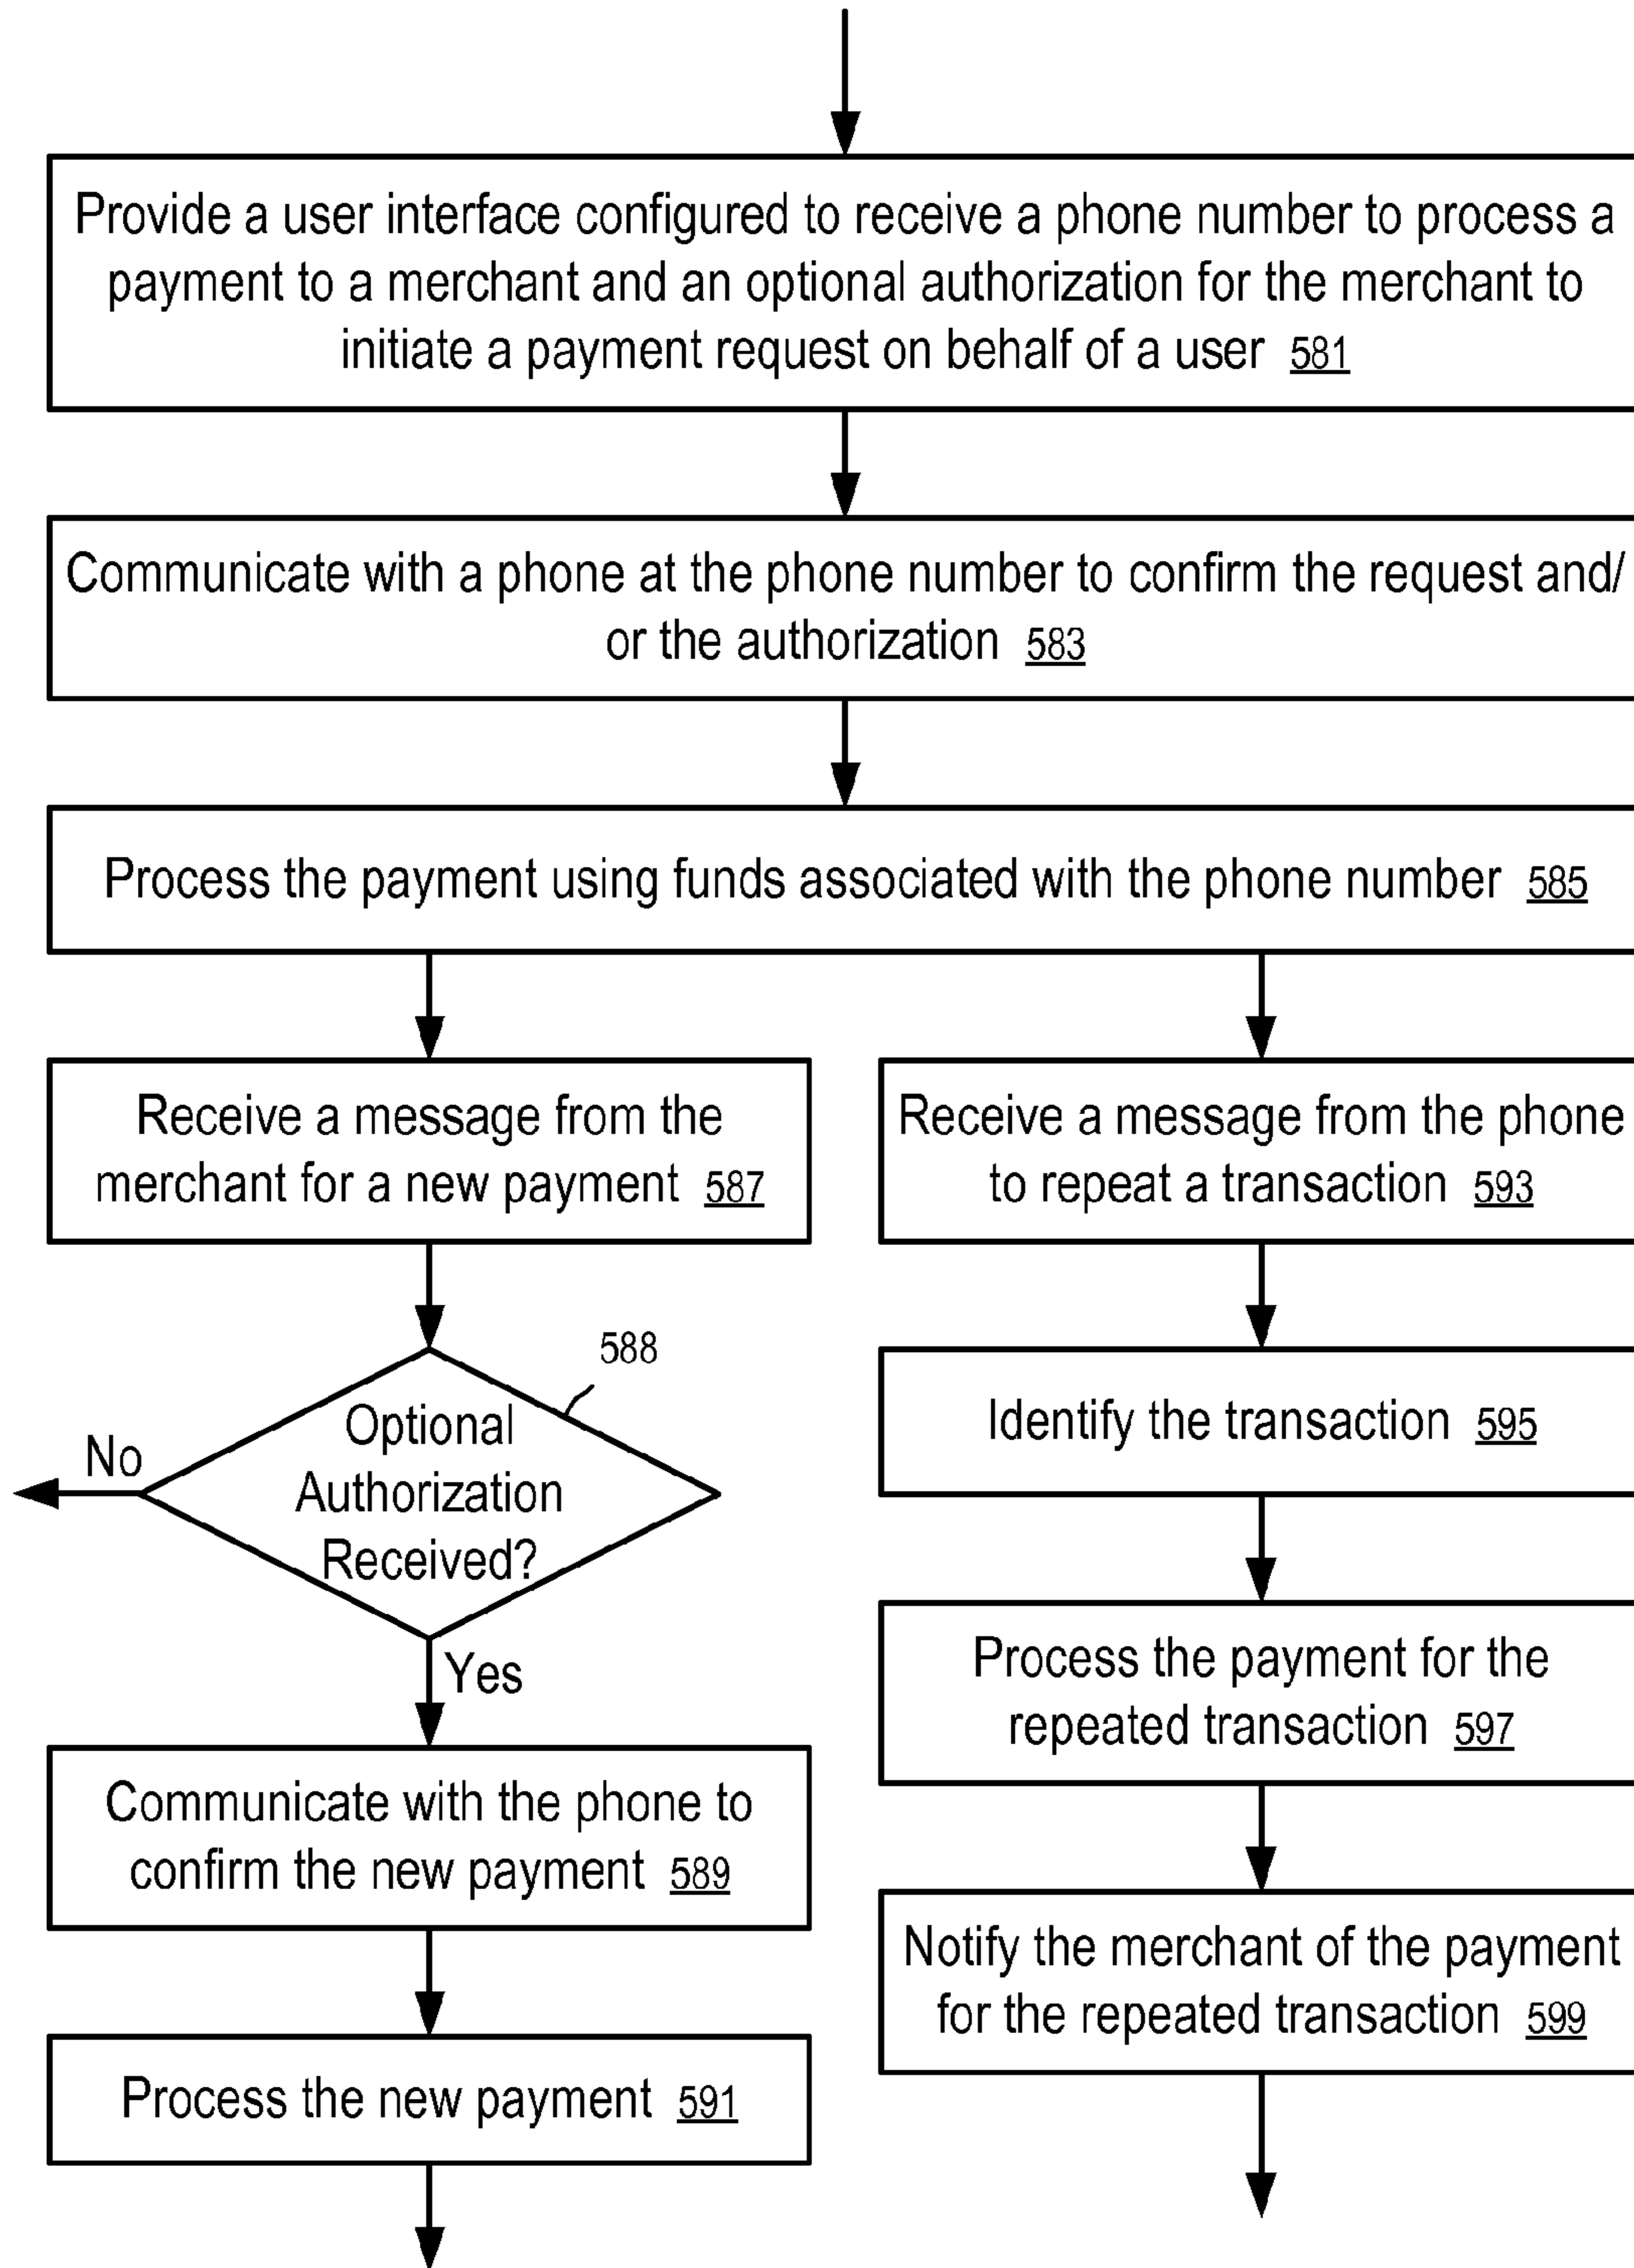 Provide a user interface configured to receive a phone number to process a
payment to a merchant and an optional authorization for the merchant to
initiate a payment request on behalf of a user 581
Communicate with a phone at the phone number to confirm the request and/
or the authorization 583
Process the payment using funds associated with the phone number 585
Receive a message from the
merchant for a new payment 587
588
Optional
Authorization
Received?
No
Yes
Communicate with the phone to
confirm the new payment 589
Process the new payment 591
Receive a message from the phone
to repeat a transaction 593
Identify the transaction 595
Process the payment for the
repeated transaction 597
Notify the merchant of the payment
for the repeated transaction 599